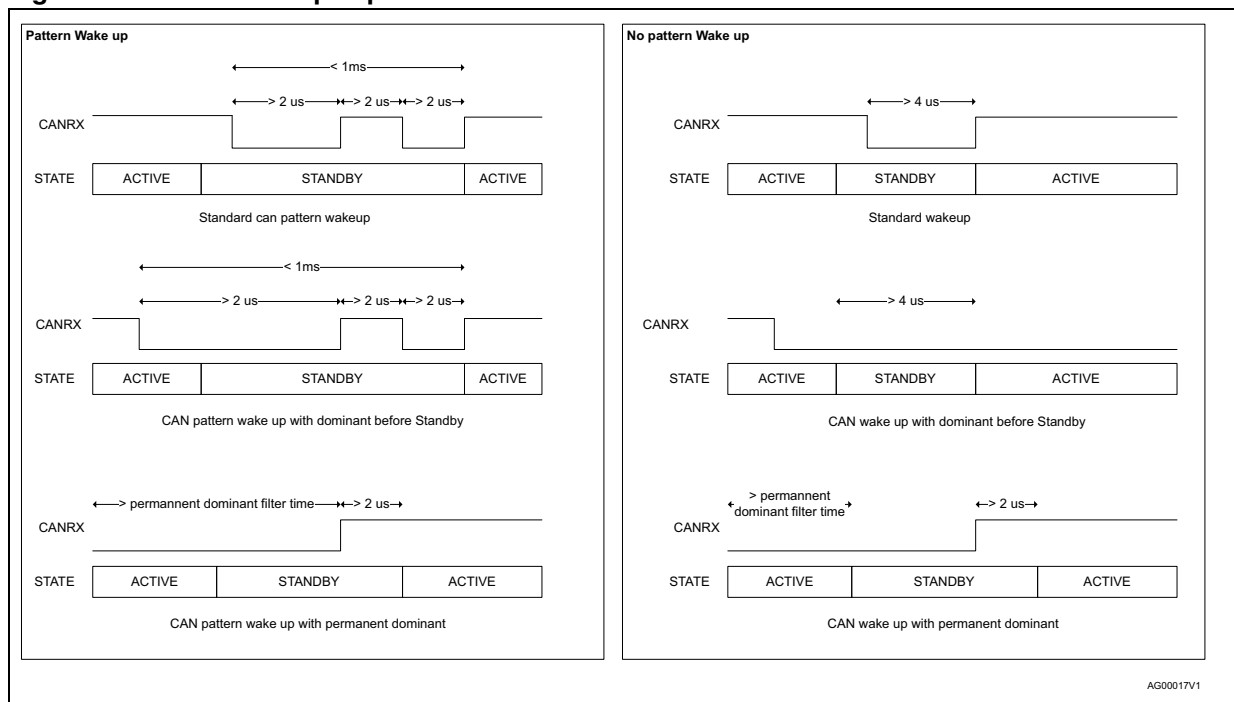 Pattern Wake up
< 1ms
> 2 us
> 2 us
> 2 us
CANRX
STATE
ACTIVE
STANDBY
ACTIVE
Standard can pattern wakeup
< 1ms
> 2 us
> 2 us
> 2 us
CANRX
STATE
ACTIVE
STANDBY
ACTIVE
CAN pattern wake up with dominant before Standby
> permannent dominant filter time
> 2 us
CANRX
STATE
ACTIVE
STANDBY
ACTIVE
CAN pattern wake up with permanent dominant
No pattern Wake up
> 4 us
CANRX
STATE
ACTIVE
STANDBY
ACTIVE
Standard wakeup
> 4 us
CANRX
STATE
ACTIVE
STANDBY
ACTIVE
CAN wake up with dominant before Standby
> permannent
dominant filter time
> 2 us
CANRX
STATE
ACTIVE
STANDBY
ACTIVE
CAN wake up with permanent dominant
AG00017V1